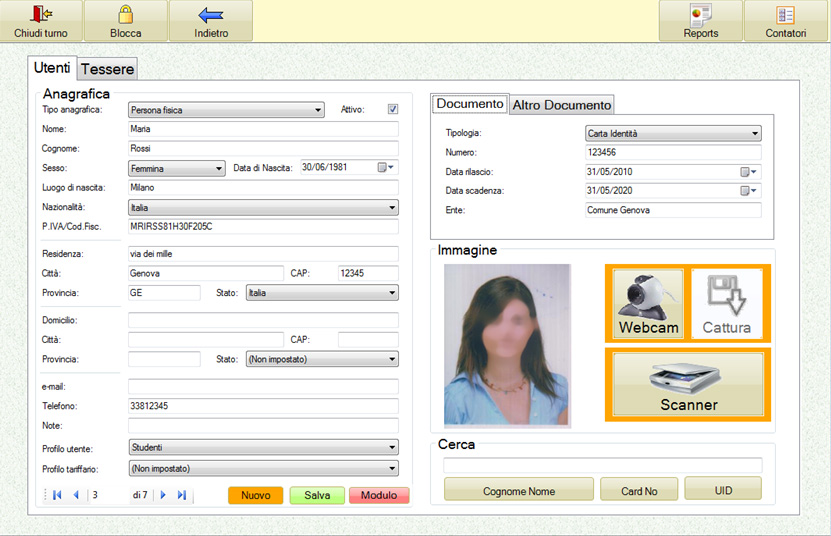 Chiudi turno Blocca Indietro Reports Contatori
Utenti Tessere
Anagrafica
Tipo anagrafica: Persona fisica Attivo:
Nome: Maria
Cognome: Rossi
Sesso: Femmina Data di Nascita: 30/06/1981
Luogo di nascita: Milano
Nazionalità: Italia
P.IVA/Cod.Fisc. MRIRSS81H30F205C
Residenza: via dei mille
Città: Genova CAP: 12345
Provincia: GE Stato: Italia
Domicilio:
Città: CAP:
Provincia: Stato: (Non impostato)
e-mail:
Telefono: 33812345
Note:
Profilo utente: Studenti
Profilo tariffario: (Non impostato)
3 di 7 Nuovo Salva Modulo
Documento Altro Documento
Tipologia: Carta Identità
Numero: 123456
Data rilascio: 31/05/2010
Data scadenza: 31/05/2020
Ente: Comune Genova
Immagine
Webcam Cattura
Scanner
Cerca
Cognome Nome Card No UID